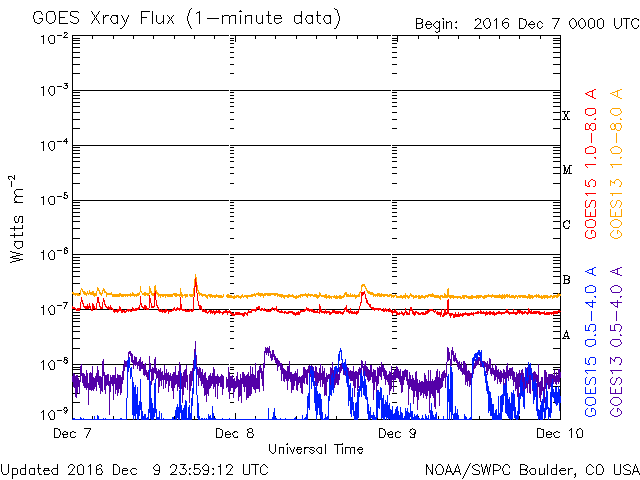 GOES Xray Flux (1-minute data)
Begin: 2016 Dec 7 0000 UTC
10-2
10-3
10-4
10-5
10-6
10-7
10-8
10-9
Watts m-2
X
M
C
B
A
GOES15 1.0-8.0 A
GOES13 1.0-8.0 A
GOES15 0.5-4.0 A
GOES13 0.5-4.0 A
Dec 7
Dec 8
Dec 9
Dec 10
Universal Time
Updated 2016 Dec 9 23:59:12 UTC
NOAA/SWPC Boulder, CO USA